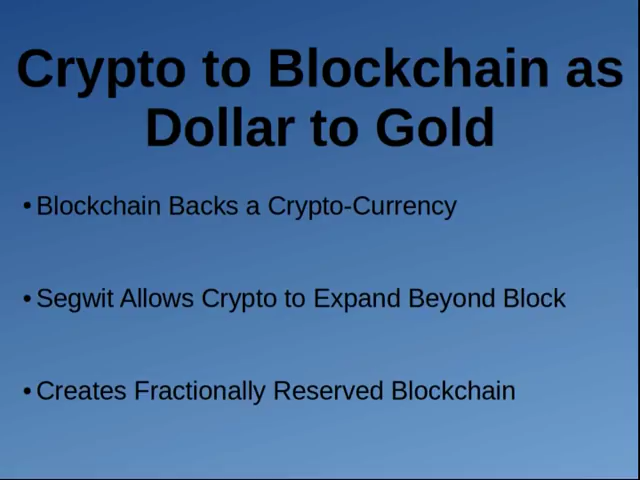 Crypto to Blockchain as
Dollar to Gold
• Blockchain Backs a Crypto-Currency
• Segwit Allows Crypto to Expand Beyond Block
• Creates Fractionally Reserved Blockchain